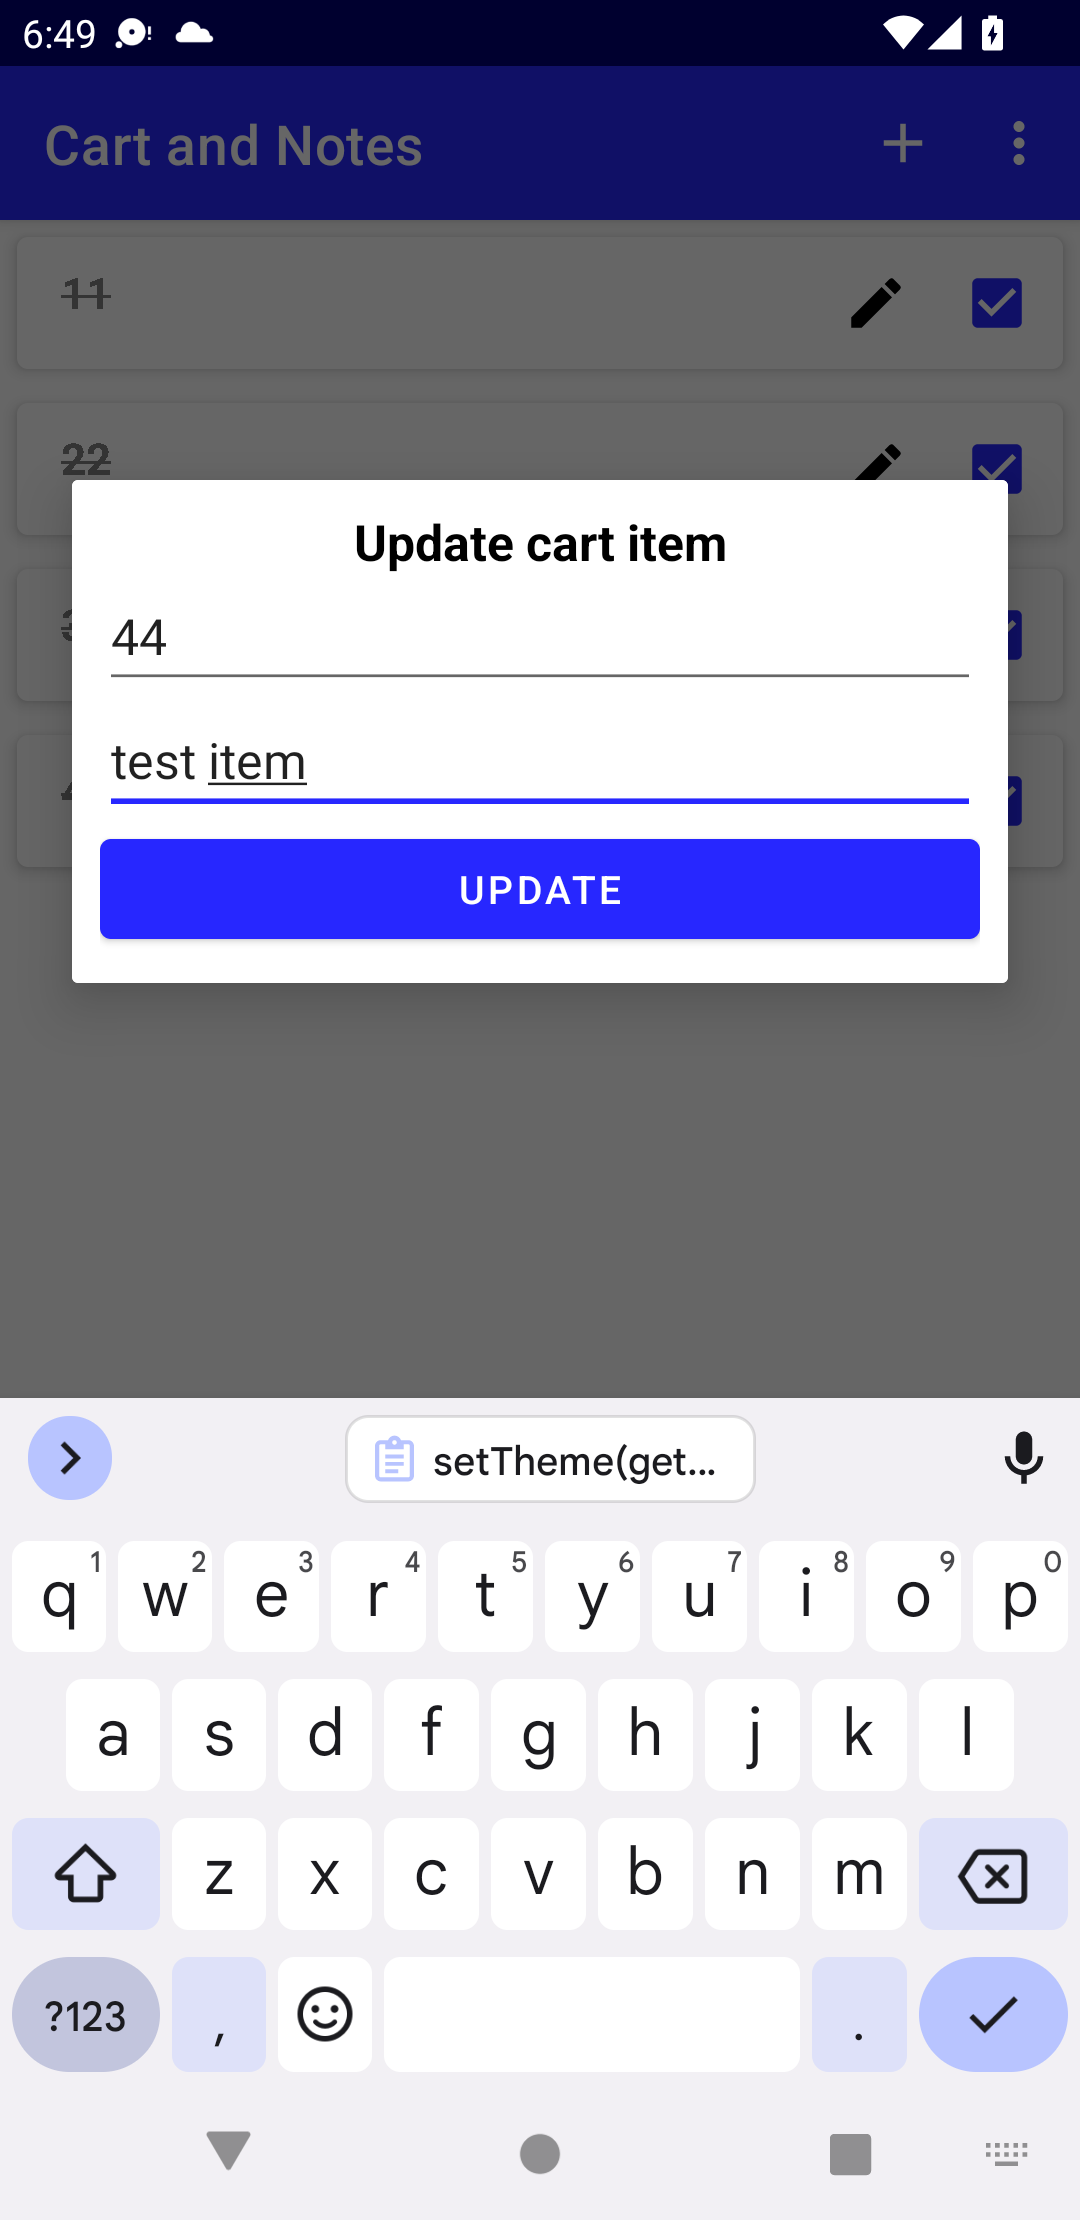 6:49
Cart and Notes
11
22
Update cart item
44
test item
UPDATE
setTheme(get...
q 1 w 2 e 3 r 4 t 5 y 6 u 7 i 8 o 9 p 0
a s d f g h j k l
z x c v b n m
?123 , .